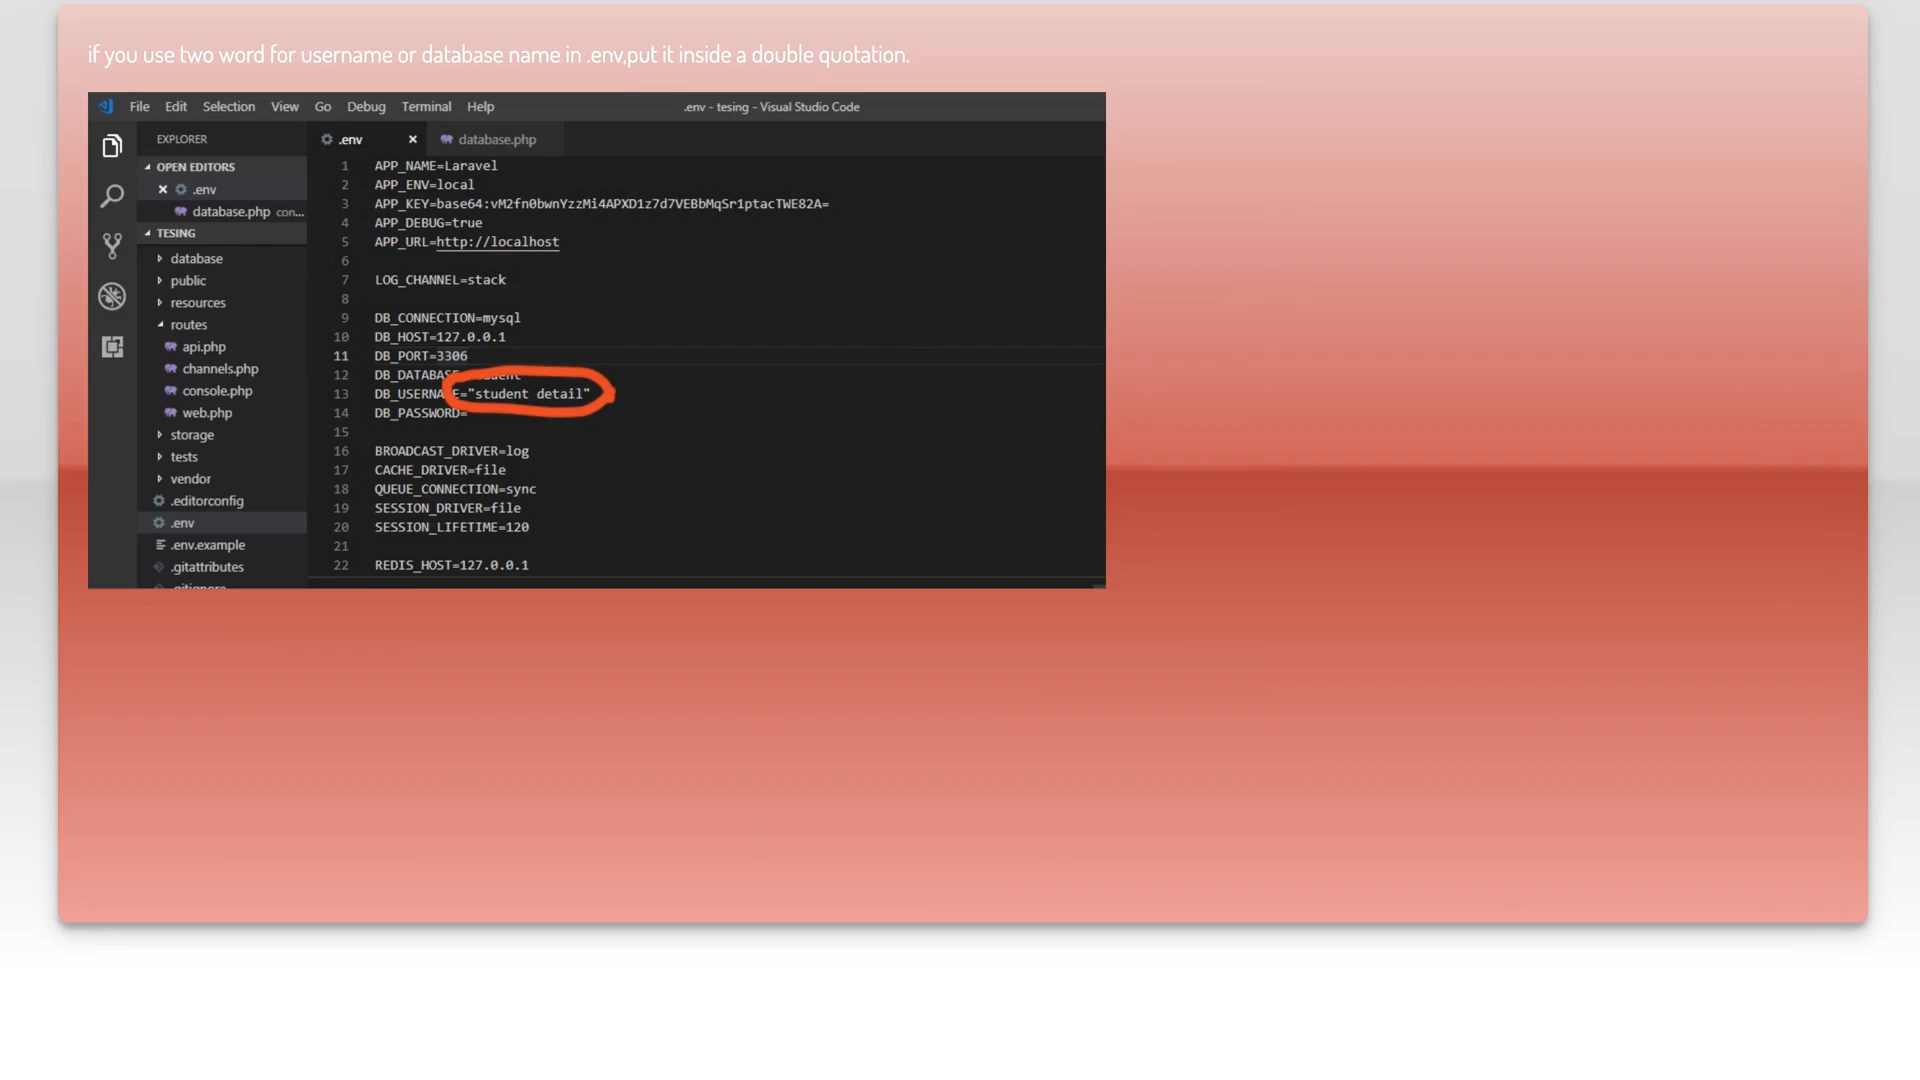 if you use two word for username or database name in .env,put it inside a double quotation.
File Edit Selection View Go Debug Terminal Help .env - tesing - Visual Studio Code
EXPLORER
OPEN EDITORS
.env
database.php con...
TESING
database
public
resources
routes
api.php
channels.php
console.php
web.php
storage
tests
vendor
.editorconfig
.env
.env.example
.gitattributes
.gitignore
.env database.php
1 APP_NAME=Laravel
2 APP_ENV=local
3 APP_KEY=base64:vM2fn0bwnYzzMi4APXD1z7d7VEBbMqSr1ptacTWE82A=
4 APP_DEBUG=true
5 APP_URL=http://localhost
6
7 LOG_CHANNEL=stack
8
9 DB_CONNECTION=mysql
10 DB_HOST=127.0.0.1
11 DB_PORT=3306
12 DB_DATABASE student
13 DB_USERNAME="student detail"
14 DB_PASSWORD=
15
16 BROADCAST_DRIVER=log
17 CACHE_DRIVER=file
18 QUEUE_CONNECTION=sync
19 SESSION_DRIVER=file
20 SESSION_LIFETIME=120
21
22 REDIS_HOST=127.0.0.1